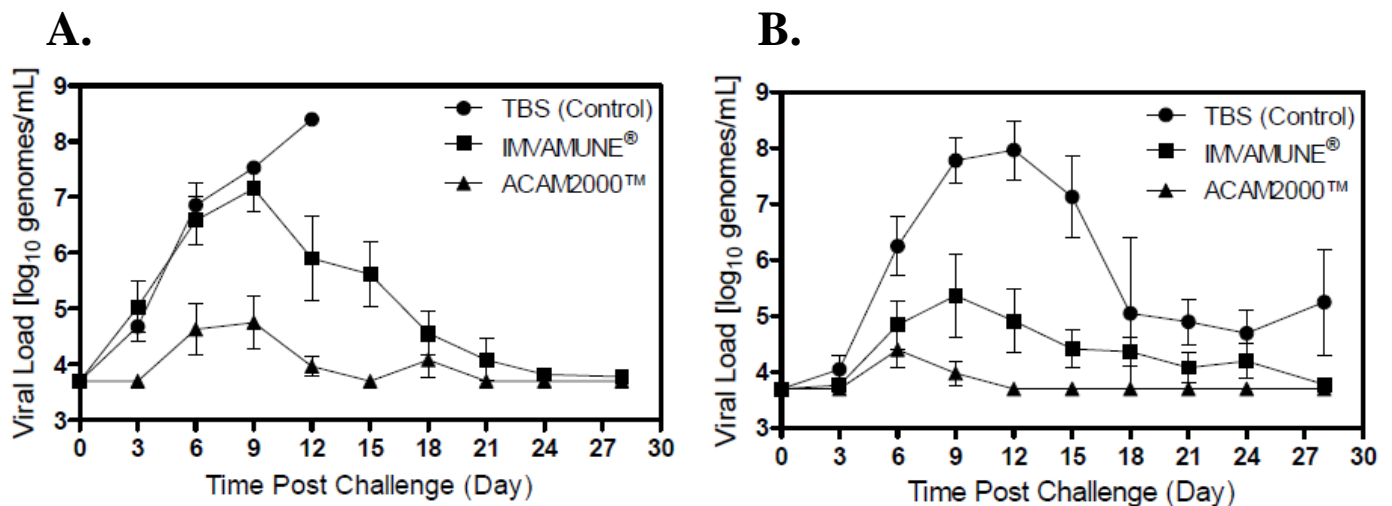 A.
Viral Load [log10 genomes/mL]
9
8
7
6
5
4
3
TBS (Control)
IMVAMUNE®
ACAM2000™
0 3 6 9 12 15 18 21 24 27 30
Time Post Challenge (Day)
B.
Viral Load [log10 genomes/mL]
9
8
7
6
5
4
3
TBS (Control)
IMVAMUNE®
ACAM2000™
0 3 6 9 12 15 18 21 24 27 30
Time Post Challenge (Day)